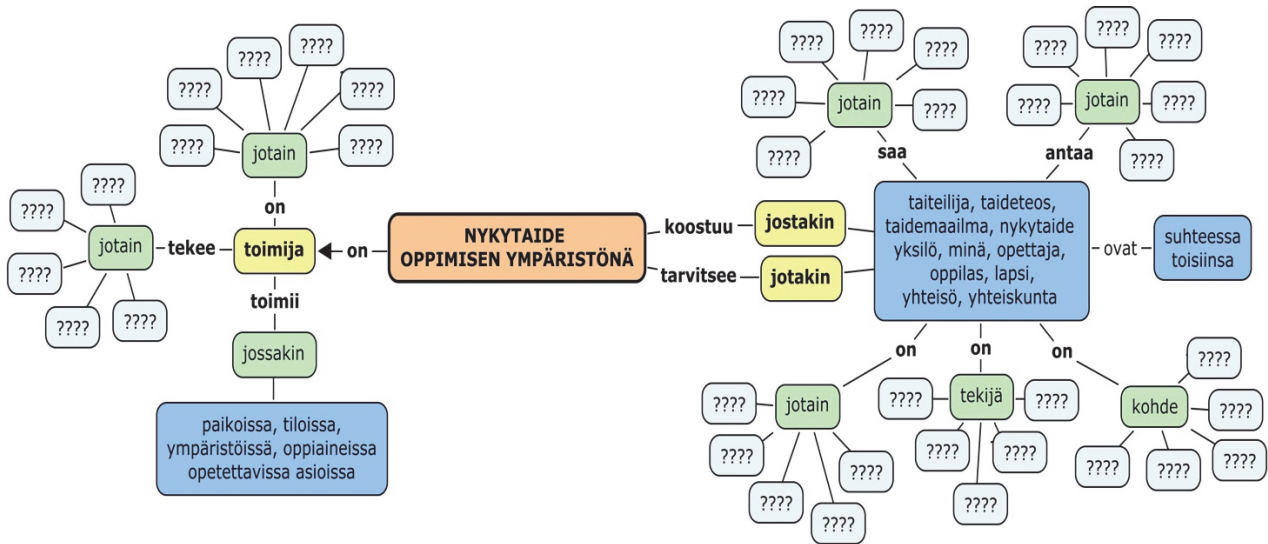 ????
????
????
????
????
????
jotain
on
????
????
????
????
????
jotain
tekee
toimija
on
toimii
jossakin
paikoissa, tiloissa,
ympäristöissä, oppiaineissa
opetettavissa asioissa
NYKYTAIDE
OPPIMISEN YMPÄRISTÖNÄ
koostuu
jostakin
tarvitsee
jotakin
????
????
????
????
????
????
jotain
saa
????
????
????
????
????
????
jotain
antaa
taiteilija, taideteos,
taidemaailma, nykytaide
yksilö, minä, opettaja,
oppilas, lapsi,
yhteisö, yhteiskunta
ovat
suhteessa
toisiinsa
on
jotain
????
????
????
????
????
on
tekijä
????
????
????
????
????
on
kohde
????
????
????
????
????